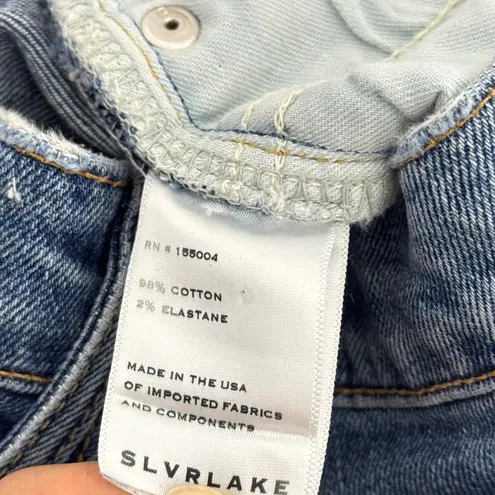 RN # 155004
98% COTTON
2% ELASTANE
MADE IN THE USA
OF IMPORTED FABRICS
AND COMPONENTS
SLVRLAKE